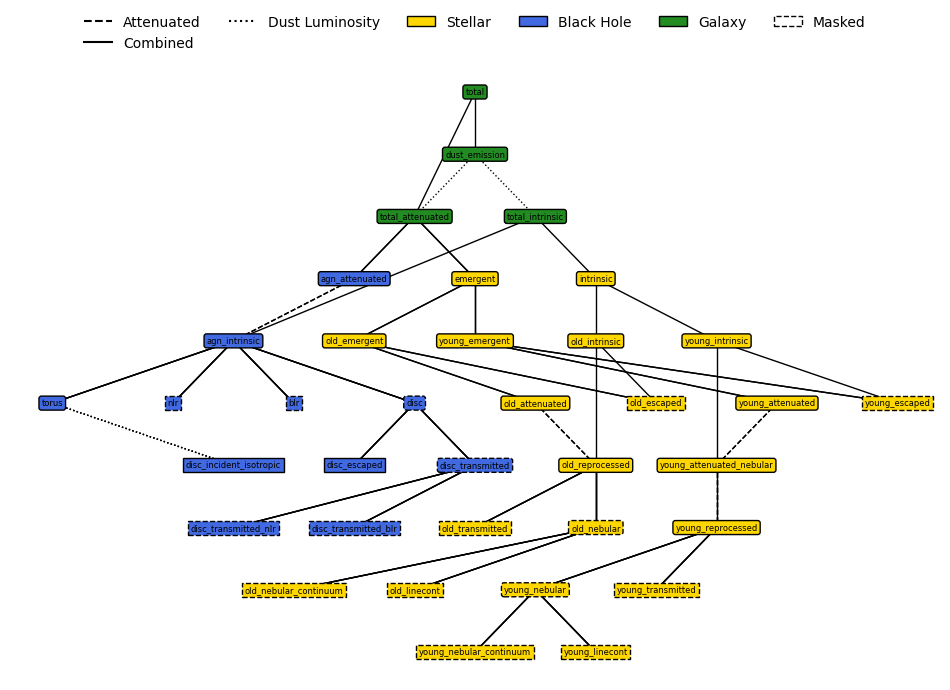 Attenuated Dust Luminosity Stellar Black Hole Galaxy Masked
Combined
total
dust_emission
total_attenuated total_intrinsic
agn_attenuated emergent intrinsic
agn_intrinsic old_emergent young_emergent old_intrinsic young_intrinsic
torus nlr blr disc old_attenuated old_escaped young_attenuated young_escaped
disc_incident_isotropic disc_escaped disc_transmitted old_reprocessed young_attenuated_nebular
disc_transmitted_nlr disc_transmitted_blr old_transmitted old_nebular young_reprocessed
old_nebular_continuum old_linecont young_nebular young_transmitted
young_nebular_continuum young_linecont